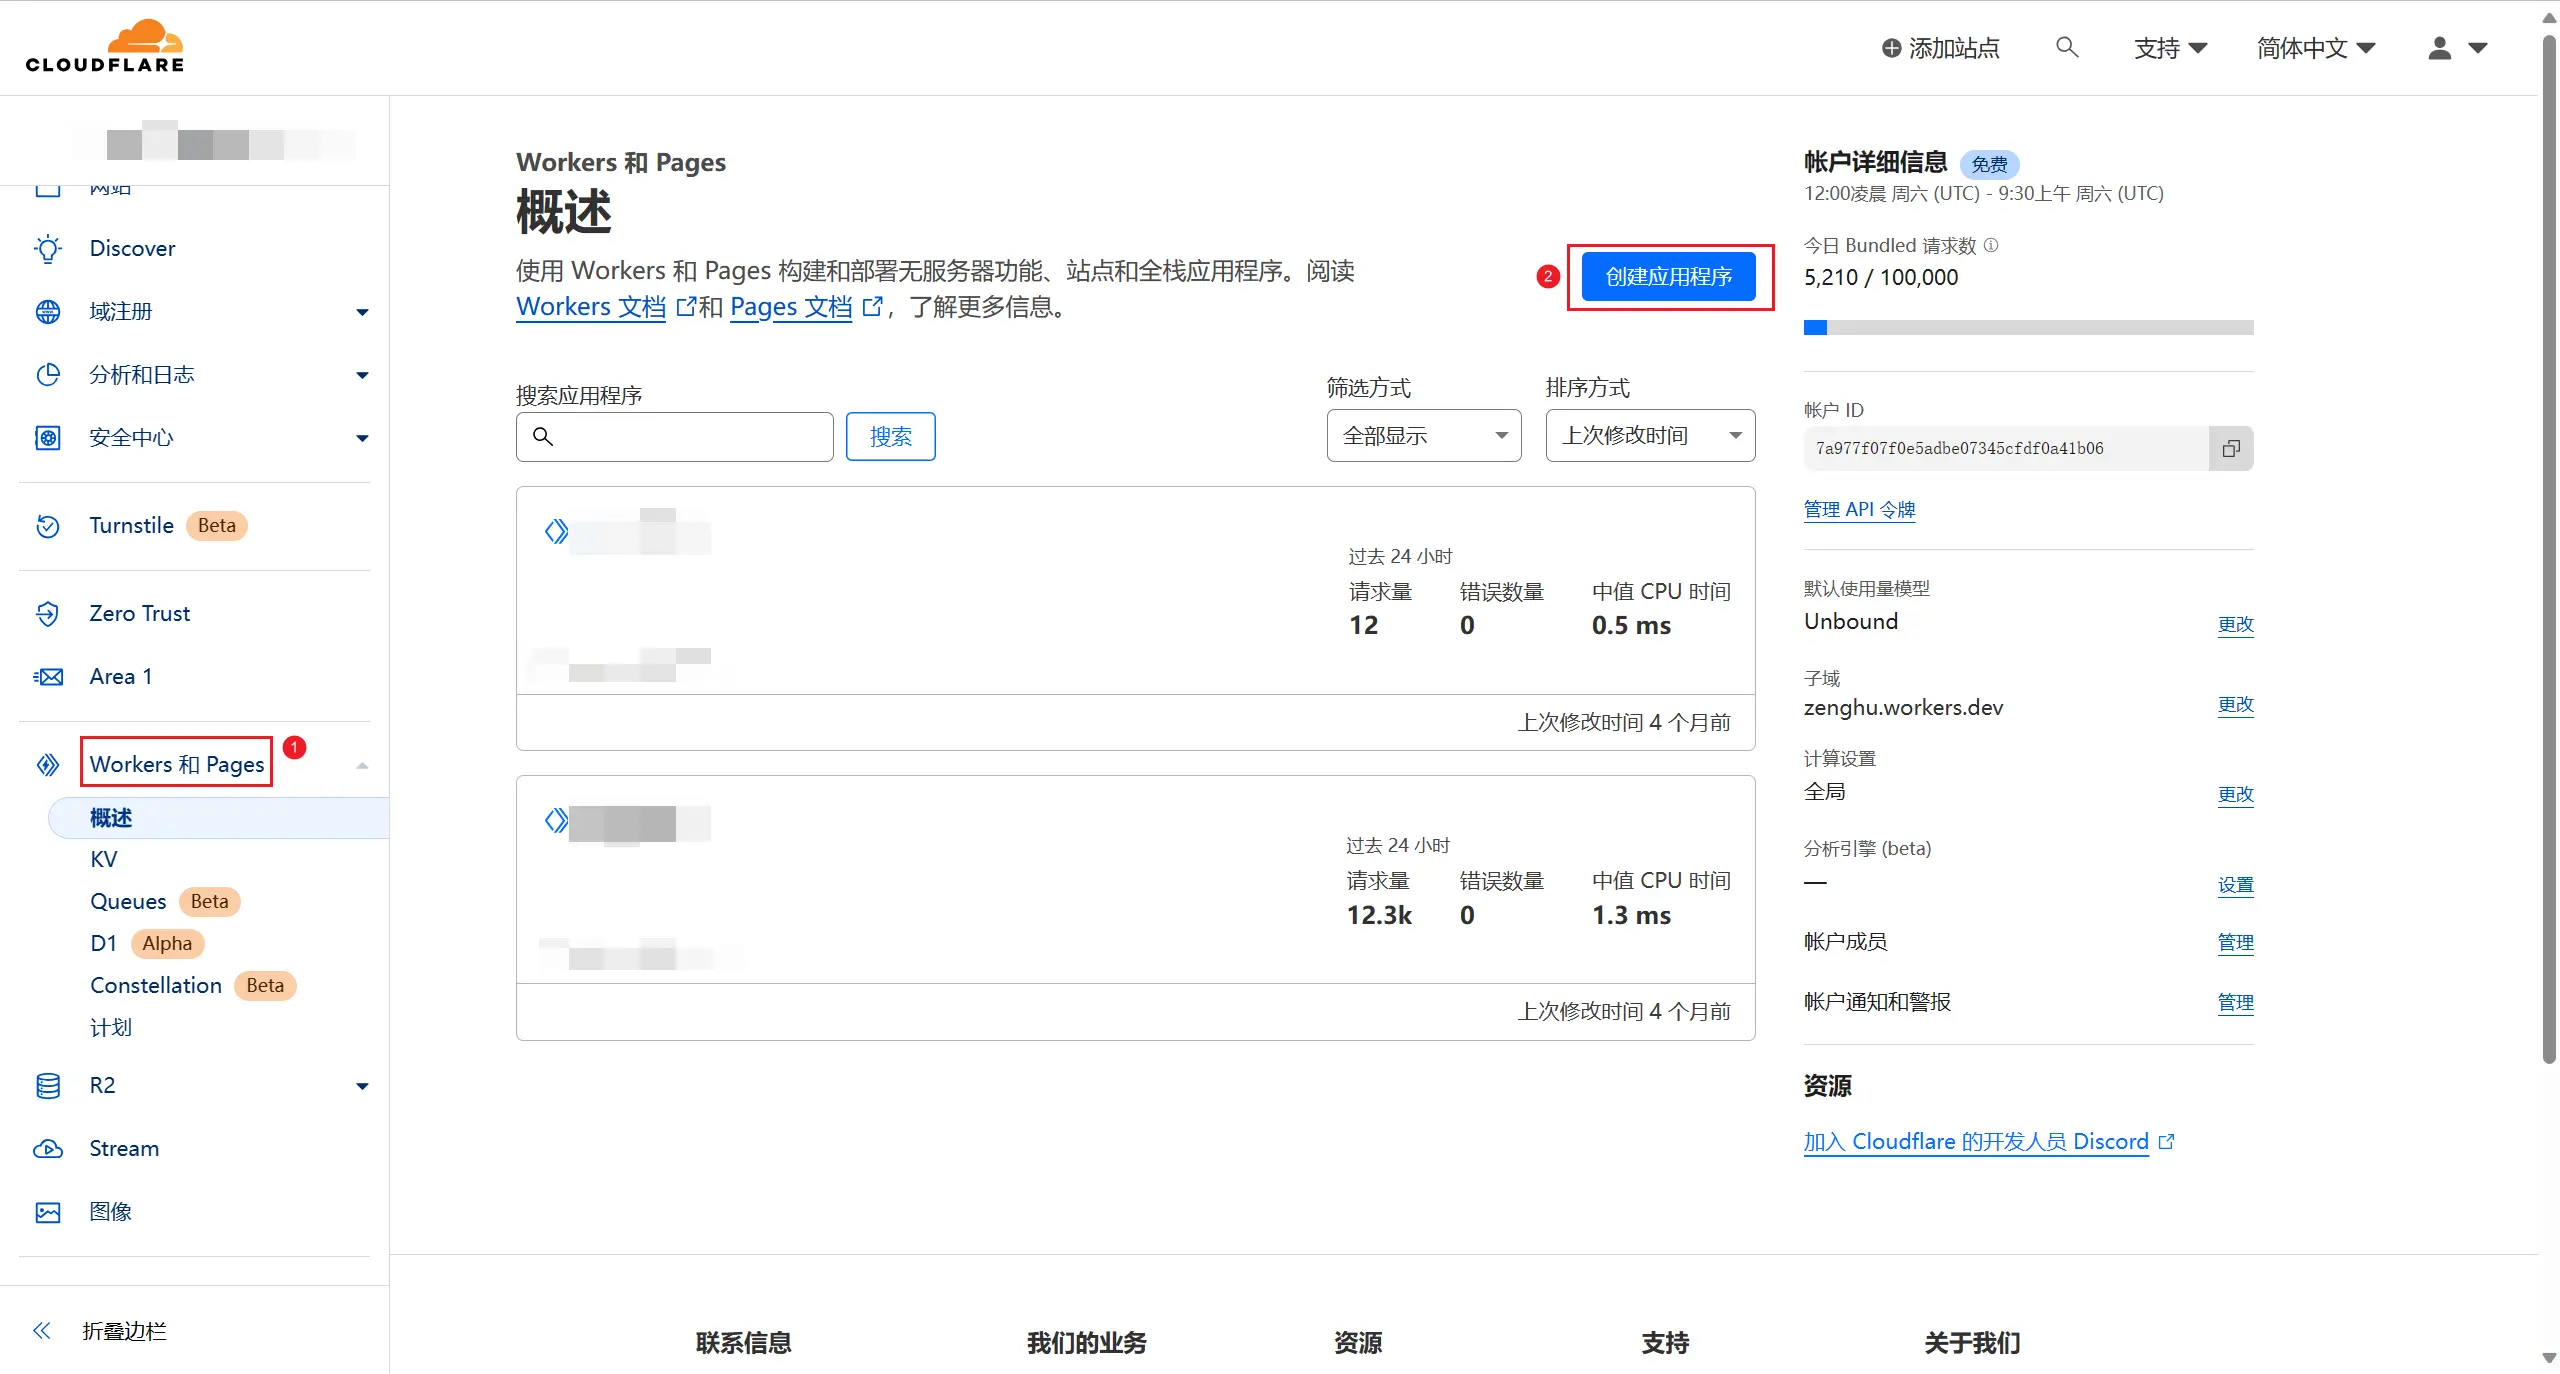 CLOUDFLARE
添加站点
支持
简体中文
网站
Discover
域注册
分析和日志
安全中心
Turnstile Beta
Zero Trust
Area 1
Workers 和 Pages
1
概述
KV
Queues Beta
D1 Alpha
Constellation Beta
计划
R2
Stream
图像
折叠边栏
Workers 和 Pages
概述
使用 Workers 和 Pages 构建和部署无服务器功能、站点和全栈应用程序。阅读
Workers 文档 和 Pages 文档 ，了解更多信息。
2
创建应用程序
搜索应用程序
搜索
筛选方式
全部显示
排序方式
上次修改时间
过去 24 小时
请求量 错误数量 中值 CPU 时间
12 0 0.5 ms
上次修改时间 4 个月前
过去 24 小时
请求量 错误数量 中值 CPU 时间
12.3k 0 1.3 ms
上次修改时间 4 个月前
帐户详细信息 免费
12:00凌晨 周六 (UTC) - 9:30上午 周六 (UTC)
今日 Bundled 请求数
5,210 / 100,000
帐户 ID
7a977f07f0e5adbe07345cfdf0a41b06
管理 API 令牌
默认使用量模型
Unbound 更改
子域
zenghu.workers.dev 更改
计算设置
全局 更改
分析引擎 (beta)
— 设置
帐户成员 管理
帐户通知和警报 管理
资源
加入 Cloudflare 的开发人员 Discord
联系信息 我们的业务 资源 支持 关于我们